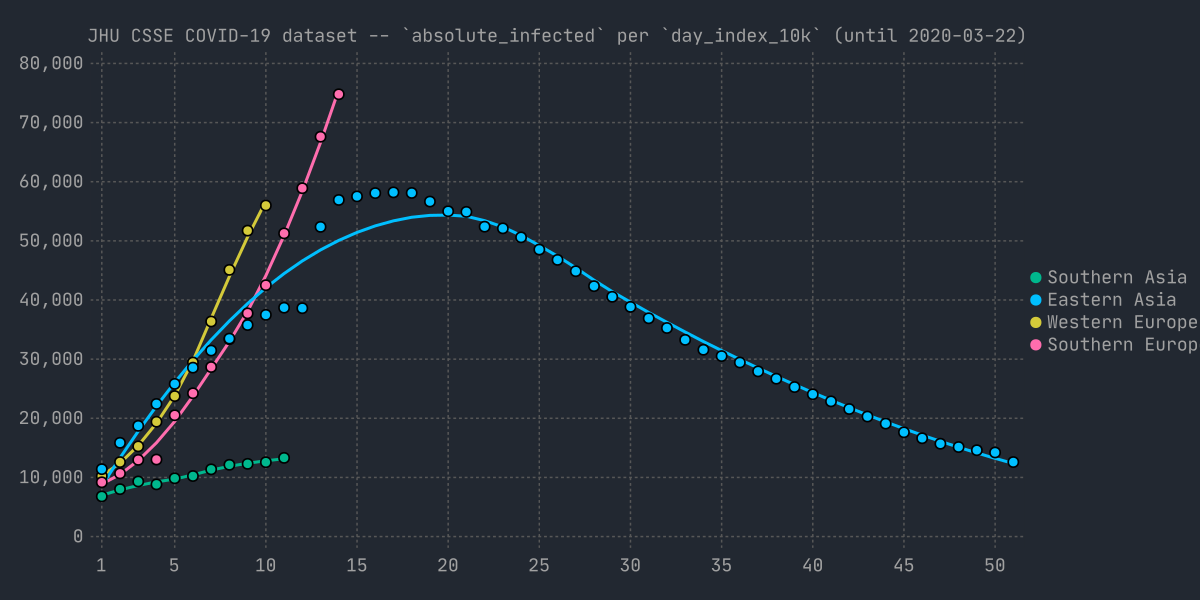 JHU CSSE COVID-19 dataset -- `absolute_infected` per `day_index_10k` (until 2020-03-22)
80,000
70,000
60,000
50,000
40,000
30,000
20,000
10,000
0
1 5 10 15 20 25 30 35 40 45 50
Southern Asia
Eastern Asia
Western Europe
Southern Europ